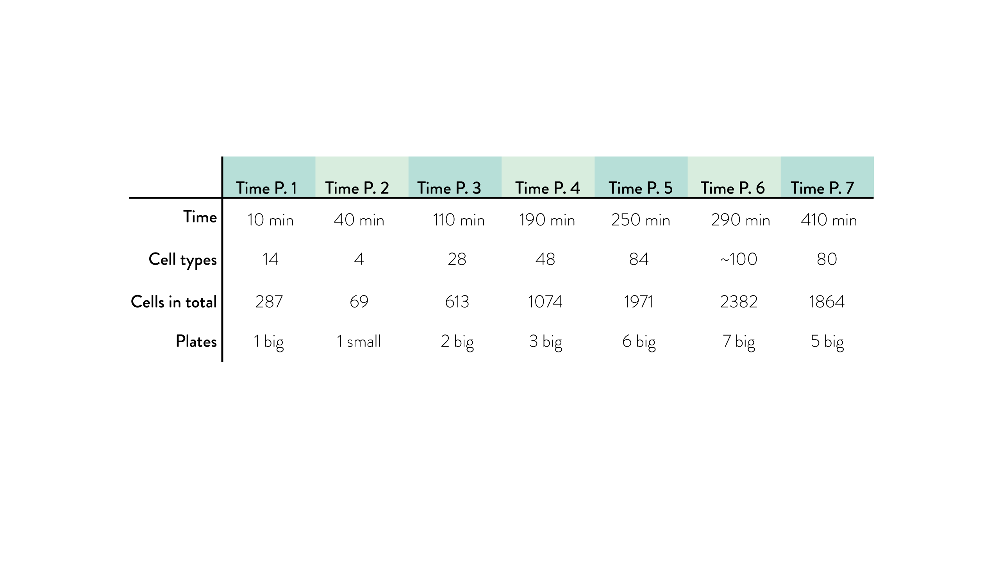 Time P. 1 Time P. 2 Time P. 3 Time P. 4 Time P. 5 Time P. 6 Time P. 7
Time 10 min 40 min 110 min 190 min 250 min 290 min 410 min
Cell types 14 4 28 48 84 ~100 80
Cells in total 287 69 613 1074 1971 2382 1864
Plates 1 big 1 small 2 big 3 big 6 big 7 big 5 big